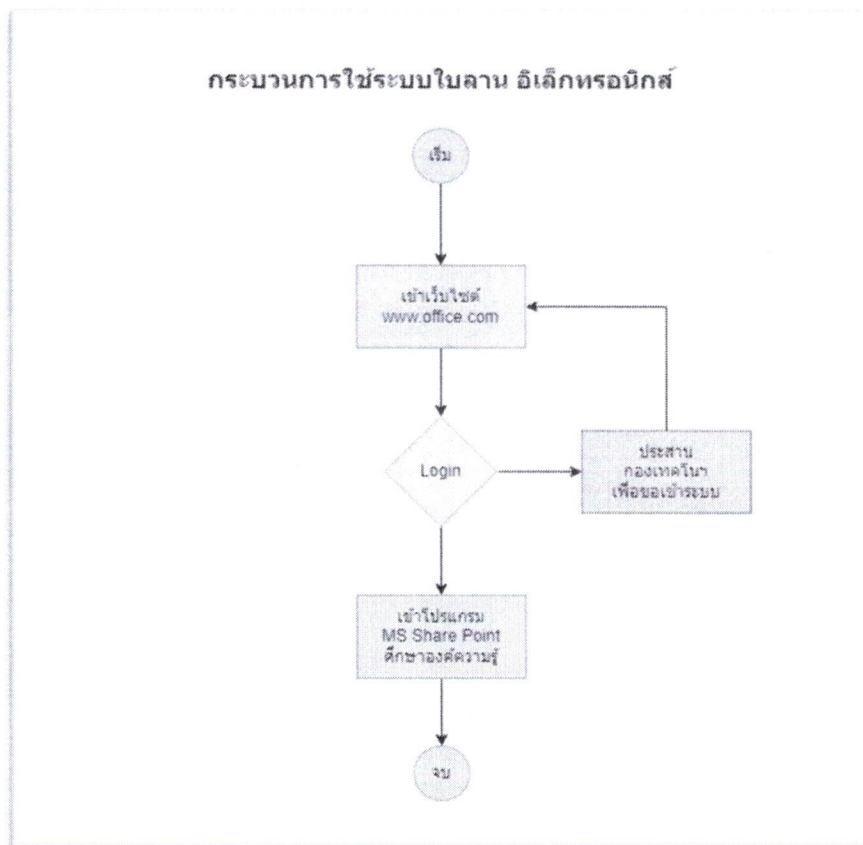 กระบวนการใช้ระบบใบลาน อิเล็กทรอนิกส์
เริ่ม
เข้าเว็บไซต์
www.office.com
Login
ประสาน
กองเทคโนฯ
เพื่อขอเข้าระบบ
เข้าโปรแกรม
MS Share Point
ศึกษาองค์ความรู้
จบ